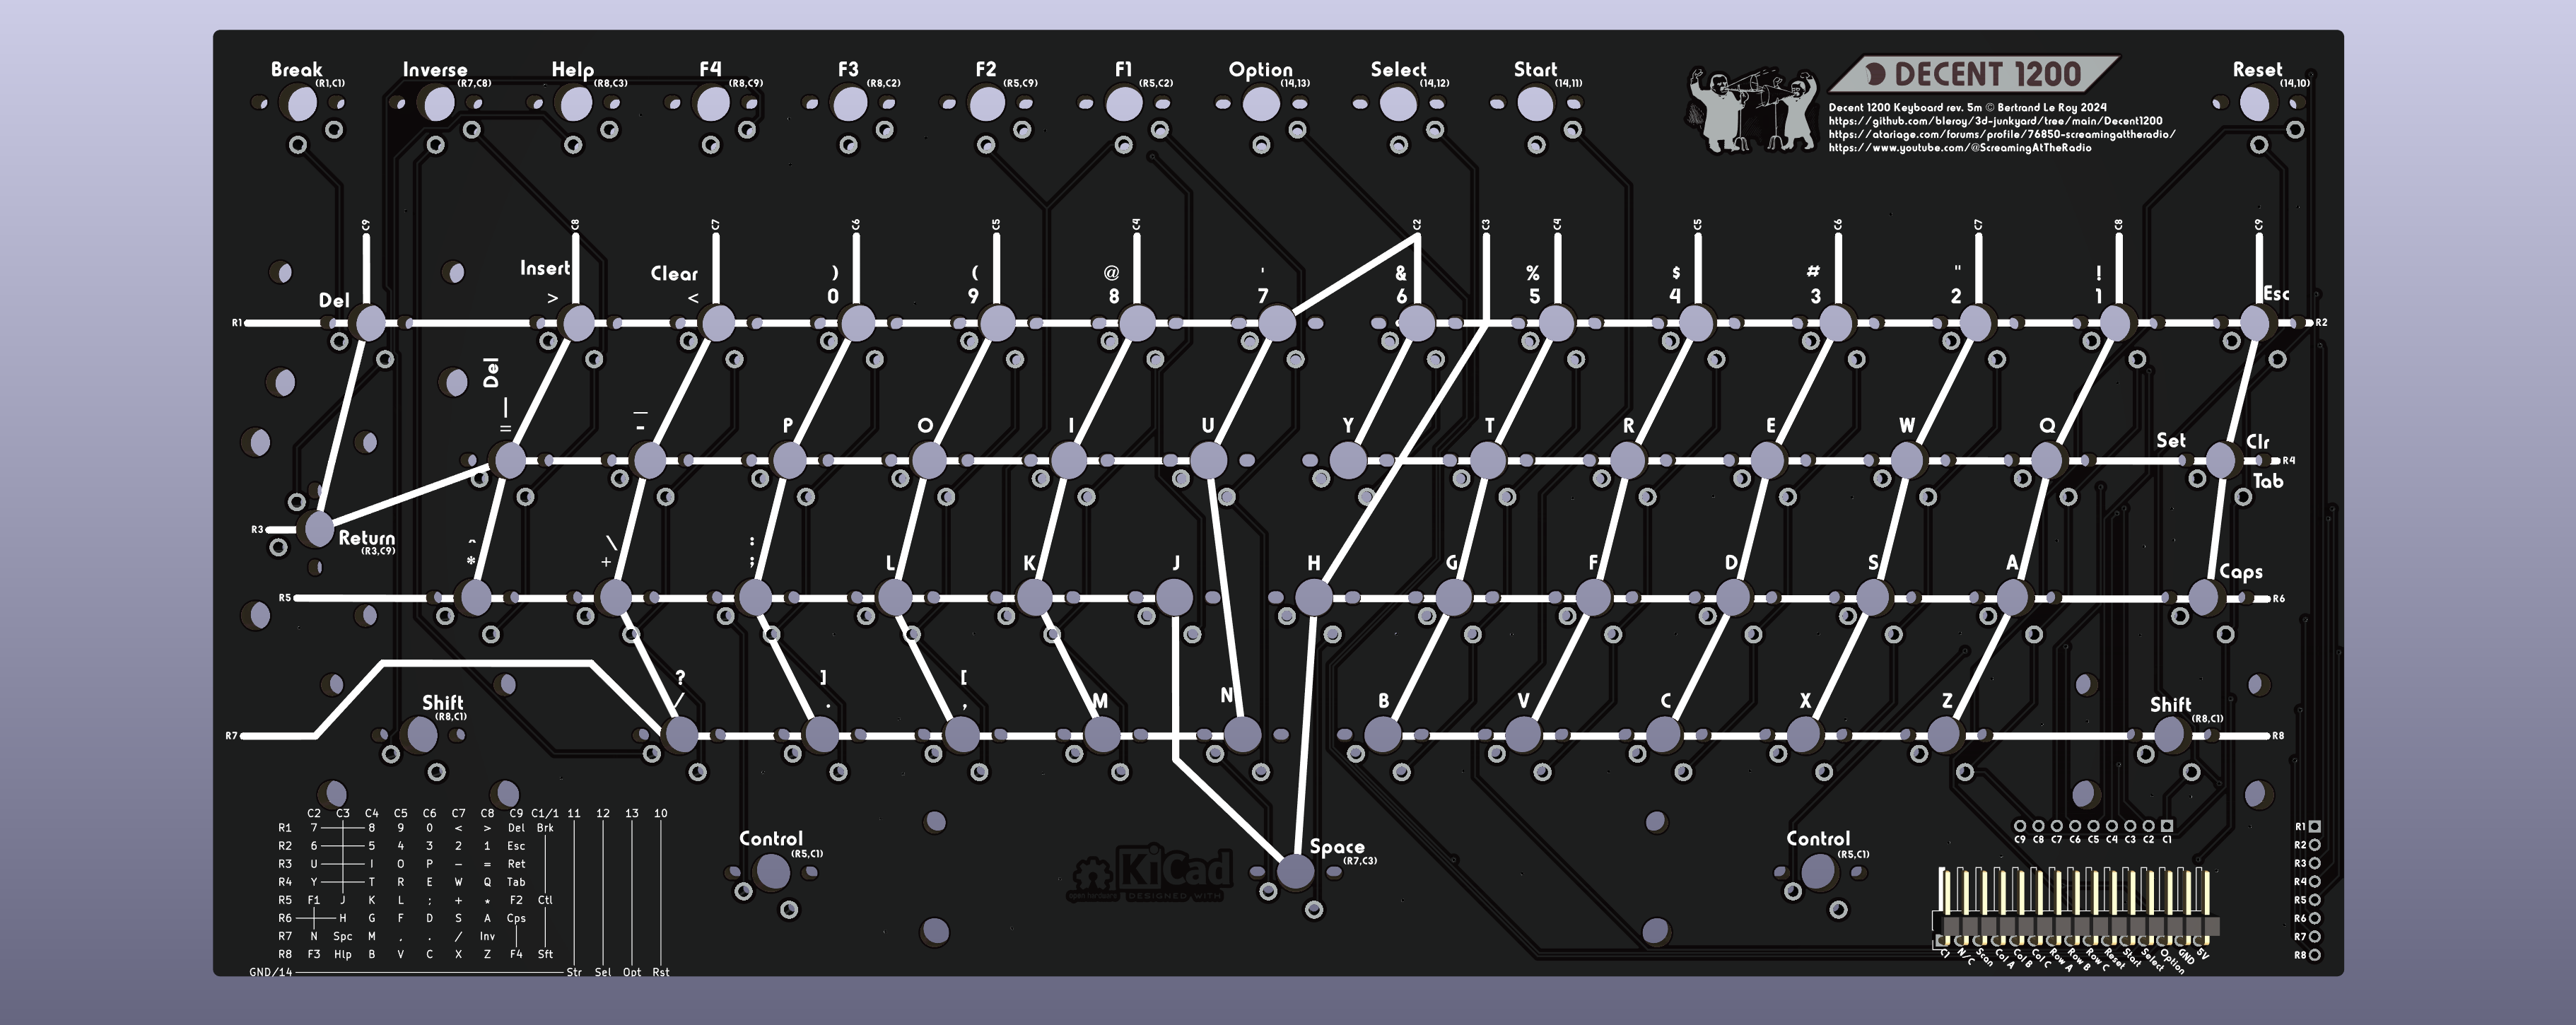 Break Inverse Help F4 F3 F2 F1 Option Select Start Reset
(R1,C1) (R7,C8) (R8,C3) (R8,C9) (R8,C2) (R5,C9) (R5,C2) (14,13) (14,12) (14,11) (14,10)
DECENT 1200
Decent 1200 Keyboard rev. 5m © Bertrand Le Roy 2024
https://github.com/bleroy/3d-junkyard/tree/main/Decent1200
https://atariage.com/forums/profile/76850-screamingattheradio/
https://www.youtube.com/@ScreamingAtTheRadio
C9 C8 C7 C6 C5 C4 C2 C3 C4 C5 C6 C7 C8 C9
Insert Clear ) ( @ ' & % $ # " !
Del > < 0 9 8 7 6 5 4 3 2 1 Esc
R1 R2
Del
| _
= - P O I U Y T R E W Q Set Clr
R4
Tab
R3 Return
(R3,C9)
^ \ :
* + ; L K J H G F D S A Caps
R5 R6
? ] [
Shift / . , M N B V C X Z Shift
(R8,C1) (R8,C1)
R7 R8
Control Space Control
(R5,C1) (R7,C3) (R5,C1)
KiCad
open hardware DESIGNED WITH
C2 C3 C4 C5 C6 C7 C8 C9 C1/1 11 12 13 10
R1 7 8 9 0 < > Del Brk
R2 6 5 4 3 2 1 Esc
R3 U I O P - = Ret
R4 Y T R E W Q Tab
R5 F1 J K L ; + * F2 Ctl
R6 H G F D S A Cps
R7 N Spc M , . / Inv
R8 F3 Hlp B V C X Z F4 Sft
GND/14 Str Sel Opt Rst
C9 C8 C7 C6 C5 C4 C3 C2 C1
R1
R2
R3
R4
R5
R6
R7
R8
C1 N/C Scan Col A Col B Col C Row A Row B Row C Reset Start Select Option GND 5V